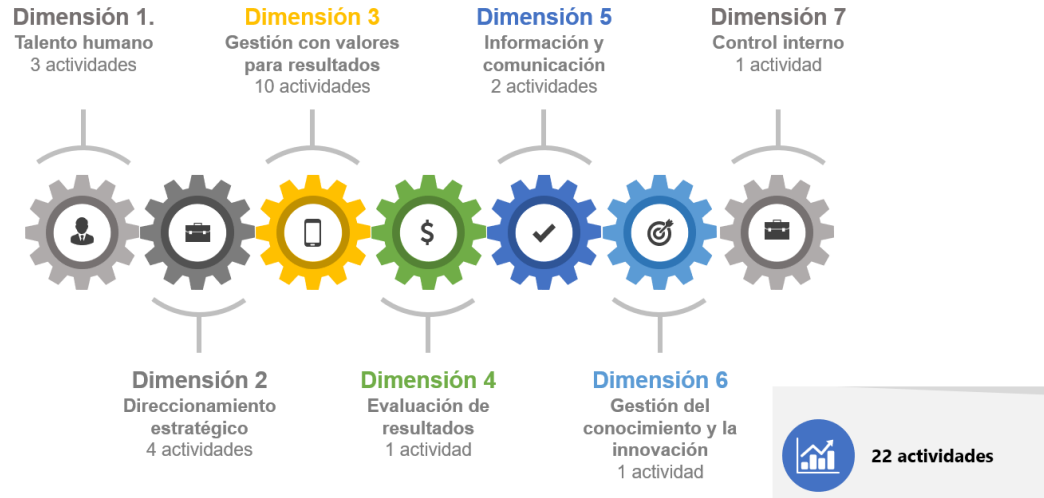 Dimensión 1.
Talento humano
3 actividades
Dimensión 3
Gestión con valores
para resultados
10 actividades
Dimensión 5
Información y
comunicación
2 actividades
Dimensión 7
Control interno
1 actividad
$
Dimensión 2
Direccionamiento
estratégico
4 actividades
Dimensión 4
Evaluación de
resultados
1 actividad
Dimensión 6
Gestión del
conocimiento y la
innovación
1 actividad
22 actividades